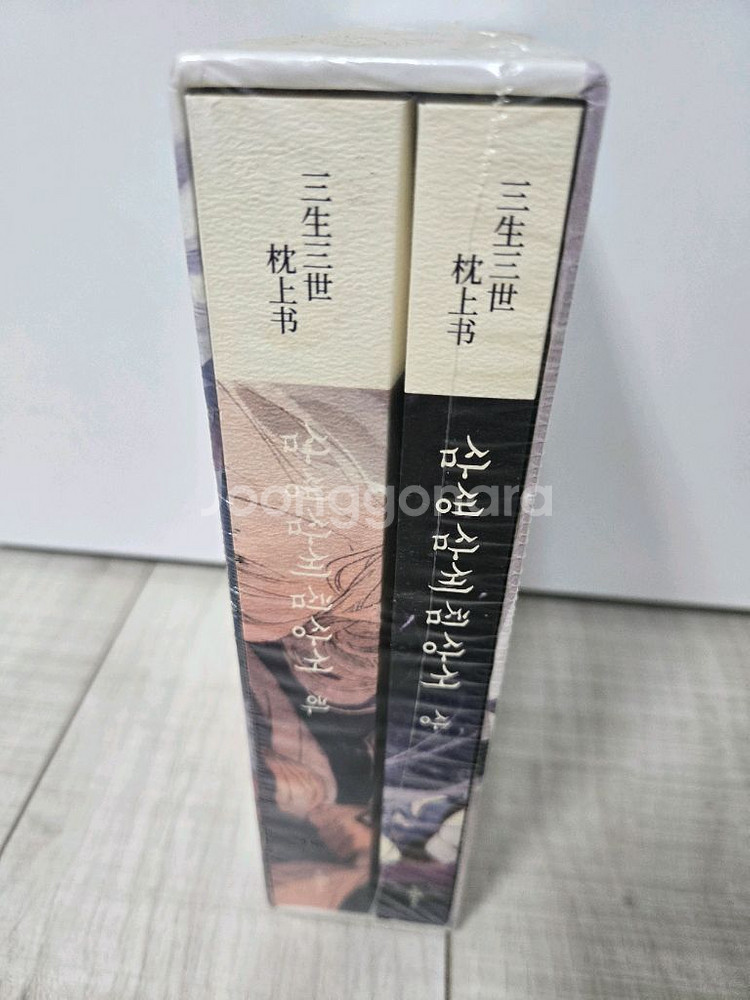 三生三世
枕上书
삼생삼세 침상서 하
三生三世
枕上书
삼생삼세 침상서 상
Joonggonara